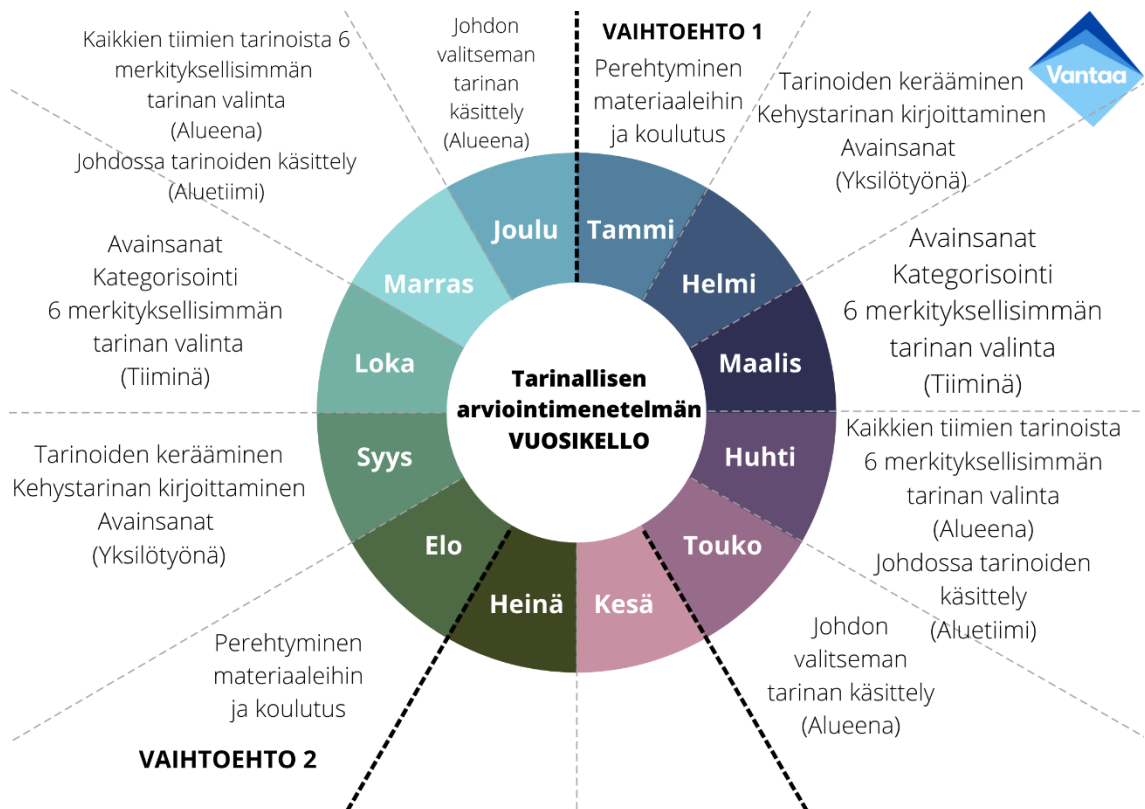 VAIHTOEHTO 1
Perehtyminen
materiaaleihin
ja koulutus
Vantaa
Tarinoiden kerääminen
Kehystarinan kirjoittaminen
Avainsanat
(Yksilötyönä)
Avainsanat
Kategorisointi
6 merkityksellisimmän
tarinan valinta
(Tiiminä)
Kaikkien tiimien tarinoista
6 merkityksellisimmän
tarinan valinta
(Alueena)
Johdossa tarinoiden
käsittely
(Aluetiimi)
Johdon
valitseman
tarinan käsittely
(Alueena)
VAIHTOEHTO 2
Perehtyminen
materiaaleihin
ja koulutus
Tarinoiden kerääminen
Kehystarinan kirjoittaminen
Avainsanat
(Yksilötyönä)
Avainsanat
Kategorisointi
6 merkityksellisimmän
tarinan valinta
(Tiiminä)
Kaikkien tiimien tarinoista 6
merkityksellisimmän
tarinan valinta
(Alueena)
Johdossa tarinoiden käsittely
(Aluetiimi)
Johdon
valitseman
tarinan
käsittely
(Alueena)
Tammi
Helmi
Maalis
Huhti
Touko
Kesä
Heinä
Elo
Syys
Loka
Marras
Joulu
Tarinallisen
arviointimenetelmän
VUOSIKELLO